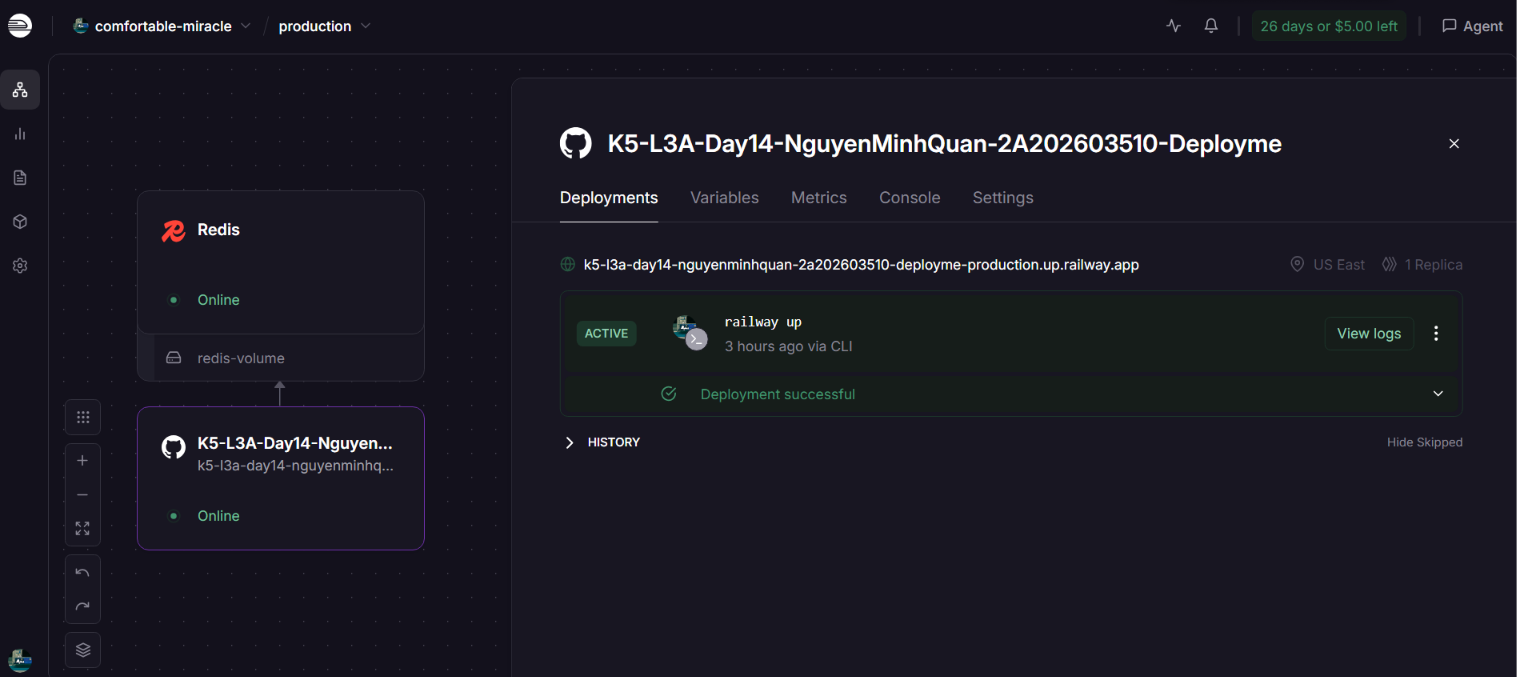 comfortable-miracle / production
26 days or $5.00 left
Agent
Redis
Online
redis-volume
K5-L3A-Day14-Nguyen...
k5-l3a-day14-nguyenminhq...
Online
K5-L3A-Day14-NguyenMinhQuan-2A202603510-Deployme
Deployments Variables Metrics Console Settings
k5-l3a-day14-nguyenminhquan-2a202603510-deployme-production.up.railway.app
US East 1 Replica
ACTIVE
railway up
3 hours ago via CLI
View logs
Deployment successful
HISTORY
Hide Skipped